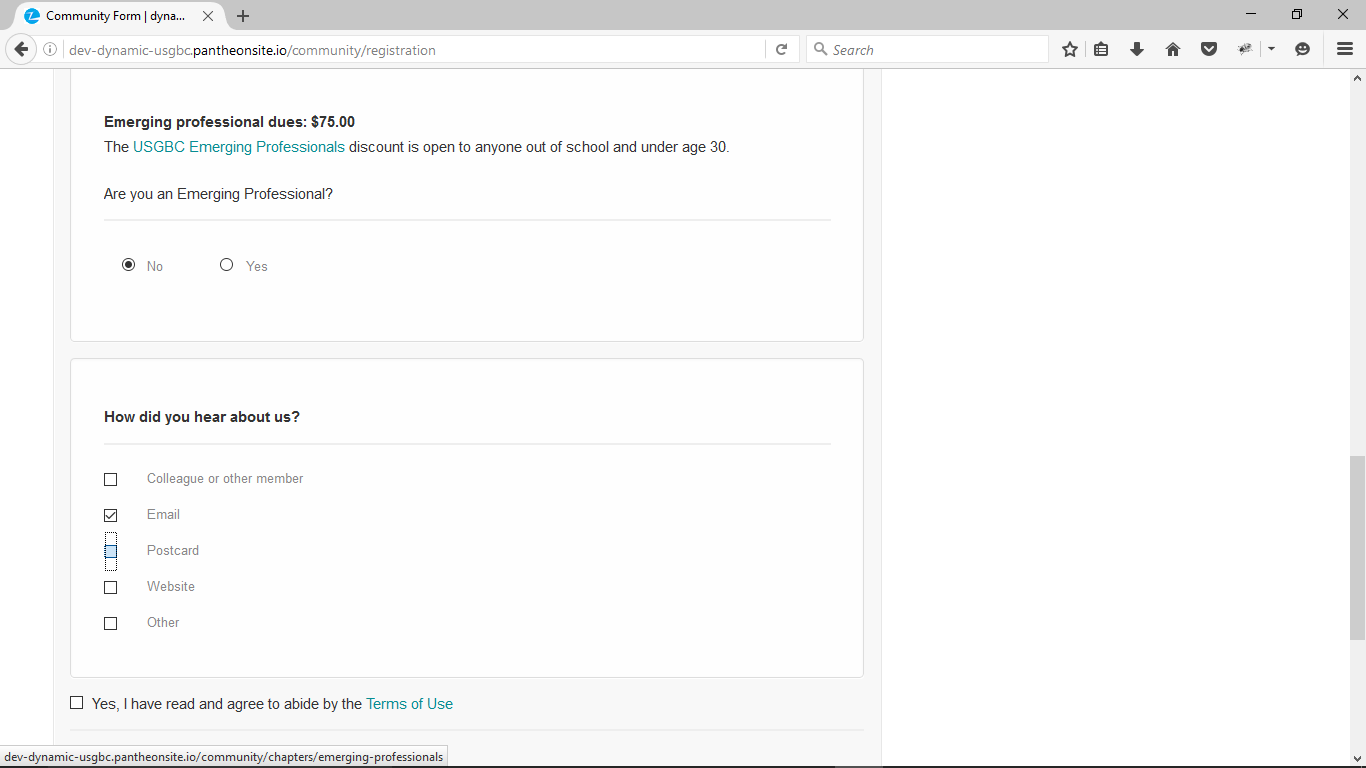 Community Form | dyna...
dev-dynamic-usgbc.pantheonsite.io/community/registration
Search
Emerging professional dues: $75.00
The USGBC Emerging Professionals discount is open to anyone out of school and under age 30.
Are you an Emerging Professional?
No Yes
How did you hear about us?
Colleague or other member
Email
Postcard
Website
Other
Yes, I have read and agree to abide by the Terms of Use
dev-dynamic-usgbc.pantheonsite.io/community/chapters/emerging-professionals